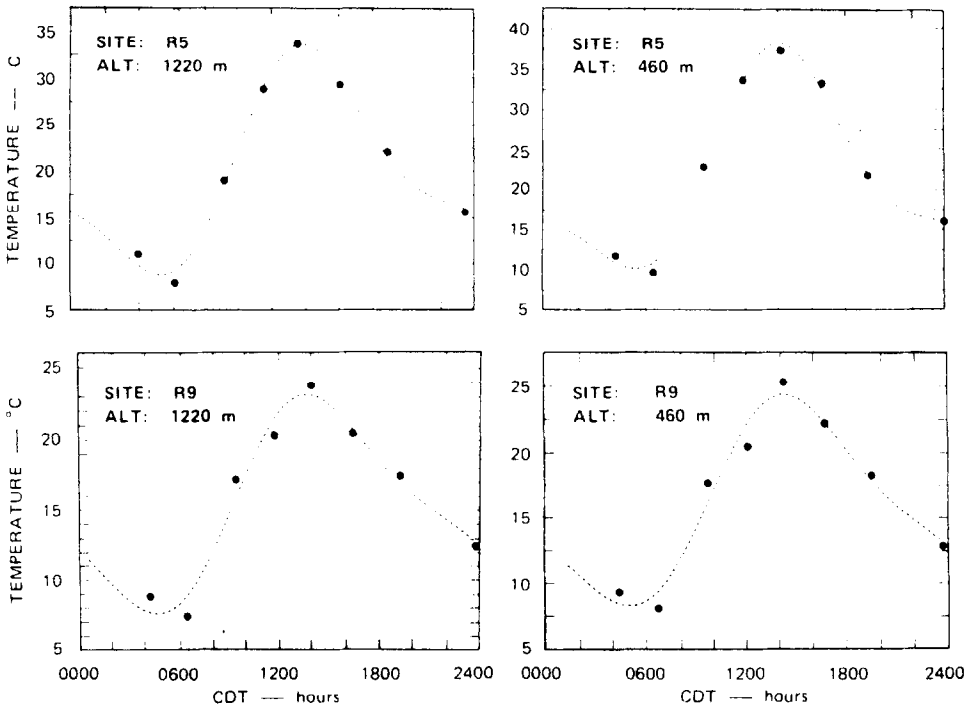 SITE: R5
ALT: 1220 m
35
30
25
20
15
10
5
TEMPERATURE — C
SITE: R5
ALT: 460 m
40
35
30
25
20
15
10
5
SITE: R9
ALT: 1220 m
25
20
15
10
5
TEMPERATURE — °C
0000 0600 1200 1800 2400
CDT — hours
SITE: R9
ALT: 460 m
25
20
15
10
5
0000 0600 1200 1800 2400
CDT — hours